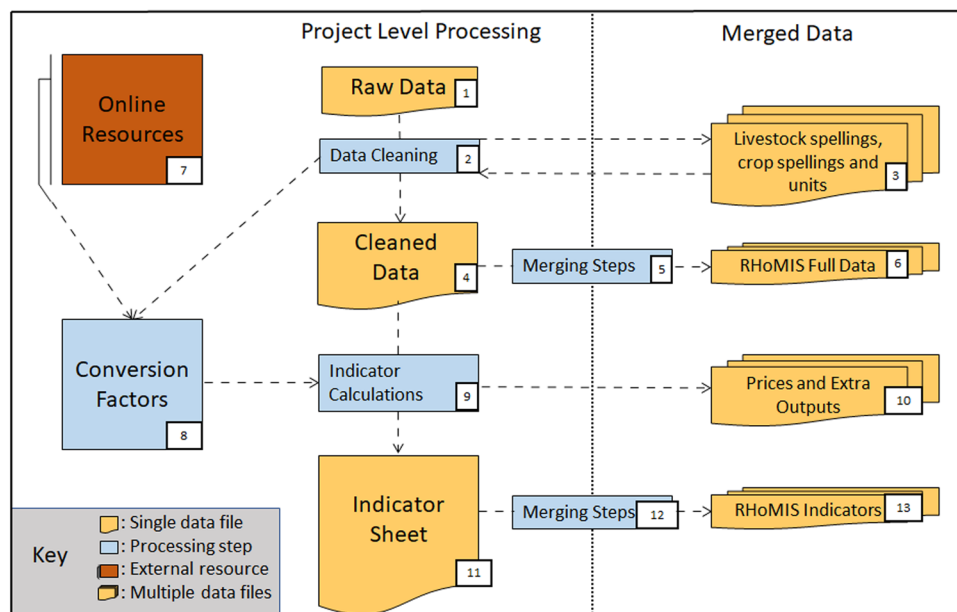 Project Level Processing
Merged Data
Online
Resources
7
Raw Data
1
Data Cleaning
2
Livestock spellings,
crop spellings and
units
3
Cleaned
Data
4
Merging Steps
5
RHoMIS Full Data
6
Conversion
Factors
8
Indicator
Calculations
9
Prices and Extra
Outputs
10
Indicator
Sheet
11
Merging Steps
12
RHoMIS Indicators
13
Key
: Single data file
: Processing step
: External resource
: Multiple data files